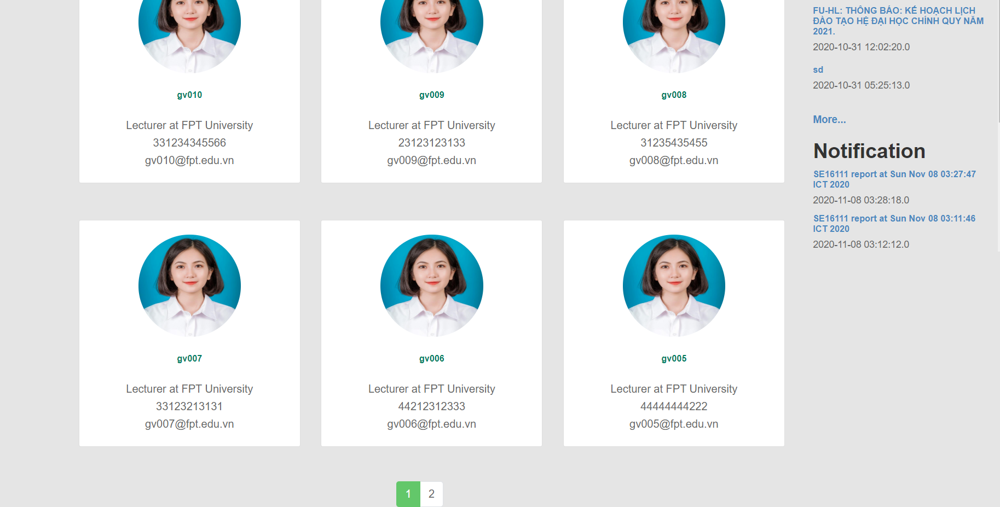 gv010
Lecturer at FPT University
331234345566
gv010@fpt.edu.vn
gv009
Lecturer at FPT University
23123123133
gv009@fpt.edu.vn
gv008
Lecturer at FPT University
31235435455
gv008@fpt.edu.vn
gv007
Lecturer at FPT University
33123213131
gv007@fpt.edu.vn
gv006
Lecturer at FPT University
44212312333
gv006@fpt.edu.vn
gv005
Lecturer at FPT University
44444444222
gv005@fpt.edu.vn
1 2
FU-HL: THÔNG BÁO: KẾ HOẠCH LỊCH
ĐÀO TẠO HỆ ĐẠI HỌC CHÍNH QUY NĂM
2021.
2020-10-31 12:02:20.0
sd
2020-10-31 05:25:13.0
More...
Notification
SE16111 report at Sun Nov 08 03:27:47
ICT 2020
2020-11-08 03:28:18.0
SE16111 report at Sun Nov 08 03:11:46
ICT 2020
2020-11-08 03:12:12.0